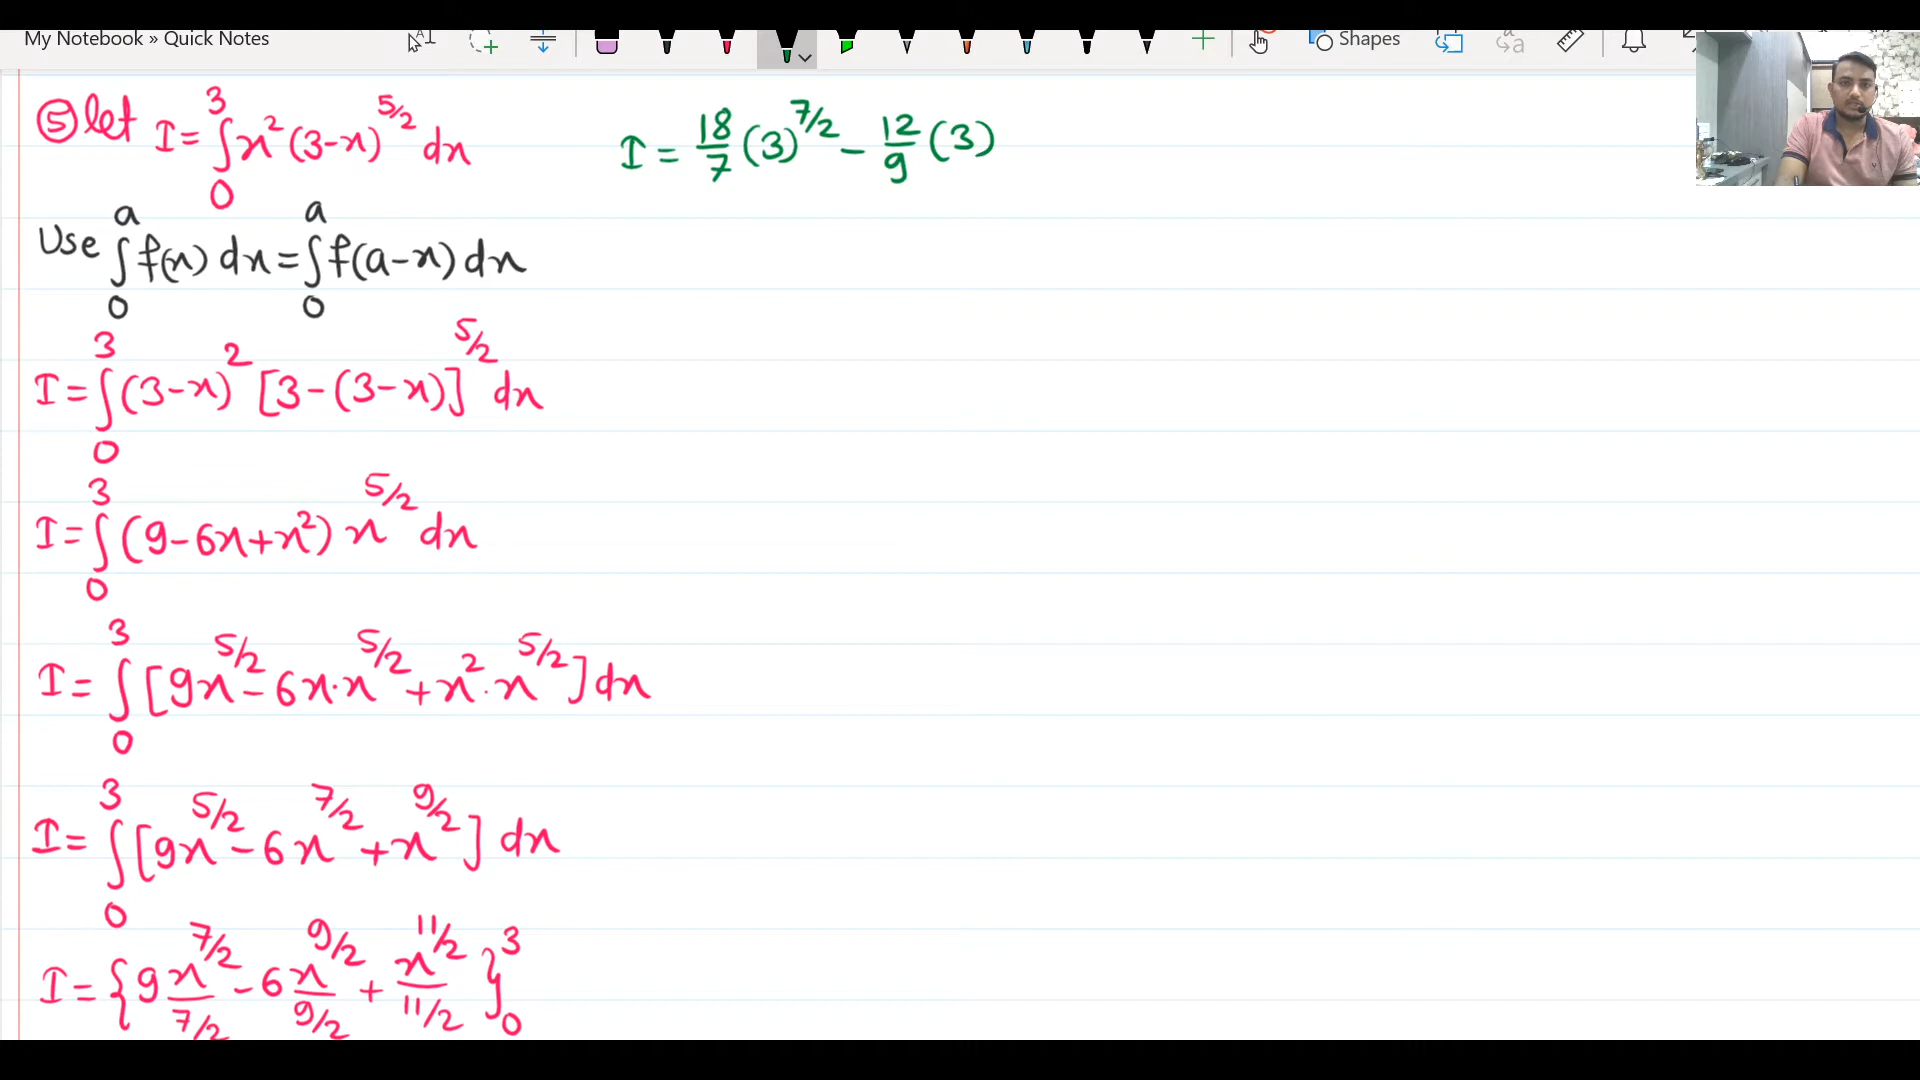 My Notebook » Quick Notes
Shapes
⑤ let I = ∫₀³ x² (3-x)^5/2 dx
Use ∫₀ᵃ f(x) dx = ∫₀ᵃ f(a-x) dx
I = ∫₀³ (3-x)² [3-(3-x)]^5/2 dx
I = ∫₀³ (9-6x+x²) x^5/2 dx
I = ∫₀³ [9x^5/2 - 6x·x^5/2 + x²·x^5/2] dx
I = ∫₀³ [9x^5/2 - 6x^7/2 + x^9/2] dx
I = {9 x^7/2 / 7/2 - 6 x^9/2 / 9/2 + x^11/2 / 11/2}₀³
I = 18/7 (3)^7/2 - 12/9 (3)